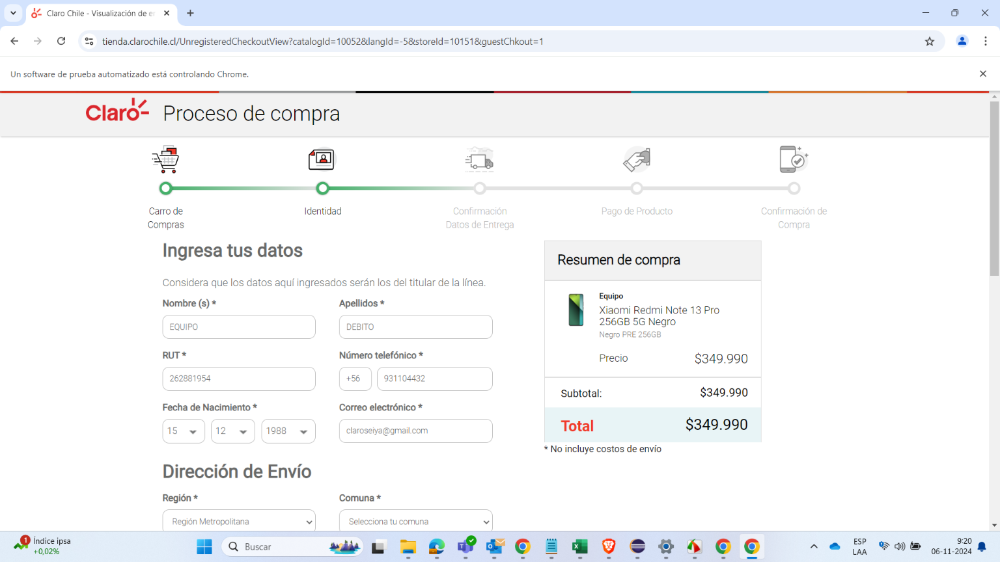 Claro Chile - Visualización de e
tienda.clarochile.cl/UnregisteredCheckoutView?catalogId=10052&langId=-5&storeId=10151&guestChkout=1
Un software de prueba automatizado está controlando Chrome.
Claro Proceso de compra
Carro de Compras
Identidad
Confirmación Datos de Entrega
Pago de Producto
Confirmación de Compra
Ingresa tus datos
Considera que los datos aquí ingresados serán los del titular de la línea.
Nombre (s) * Apellidos *
EQUIPO DEBITO
RUT * Número telefónico *
262881954 +56 931104432
Fecha de Nacimiento * Correo electrónico *
15 12 1988 claroseiya@gmail.com
Dirección de Envío
Región * Comuna *
Región Metropolitana Selecciona tu comuna
Resumen de compra
Equipo
Xiaomi Redmi Note 13 Pro
256GB 5G Negro
Negro PRE 256GB
Precio $349.990
Subtotal: $349.990
Total $349.990
* No incluye costos de envío
1 Índice ipsa
+0,02%
Buscar
ESP
LAA
9:20
06-11-2024